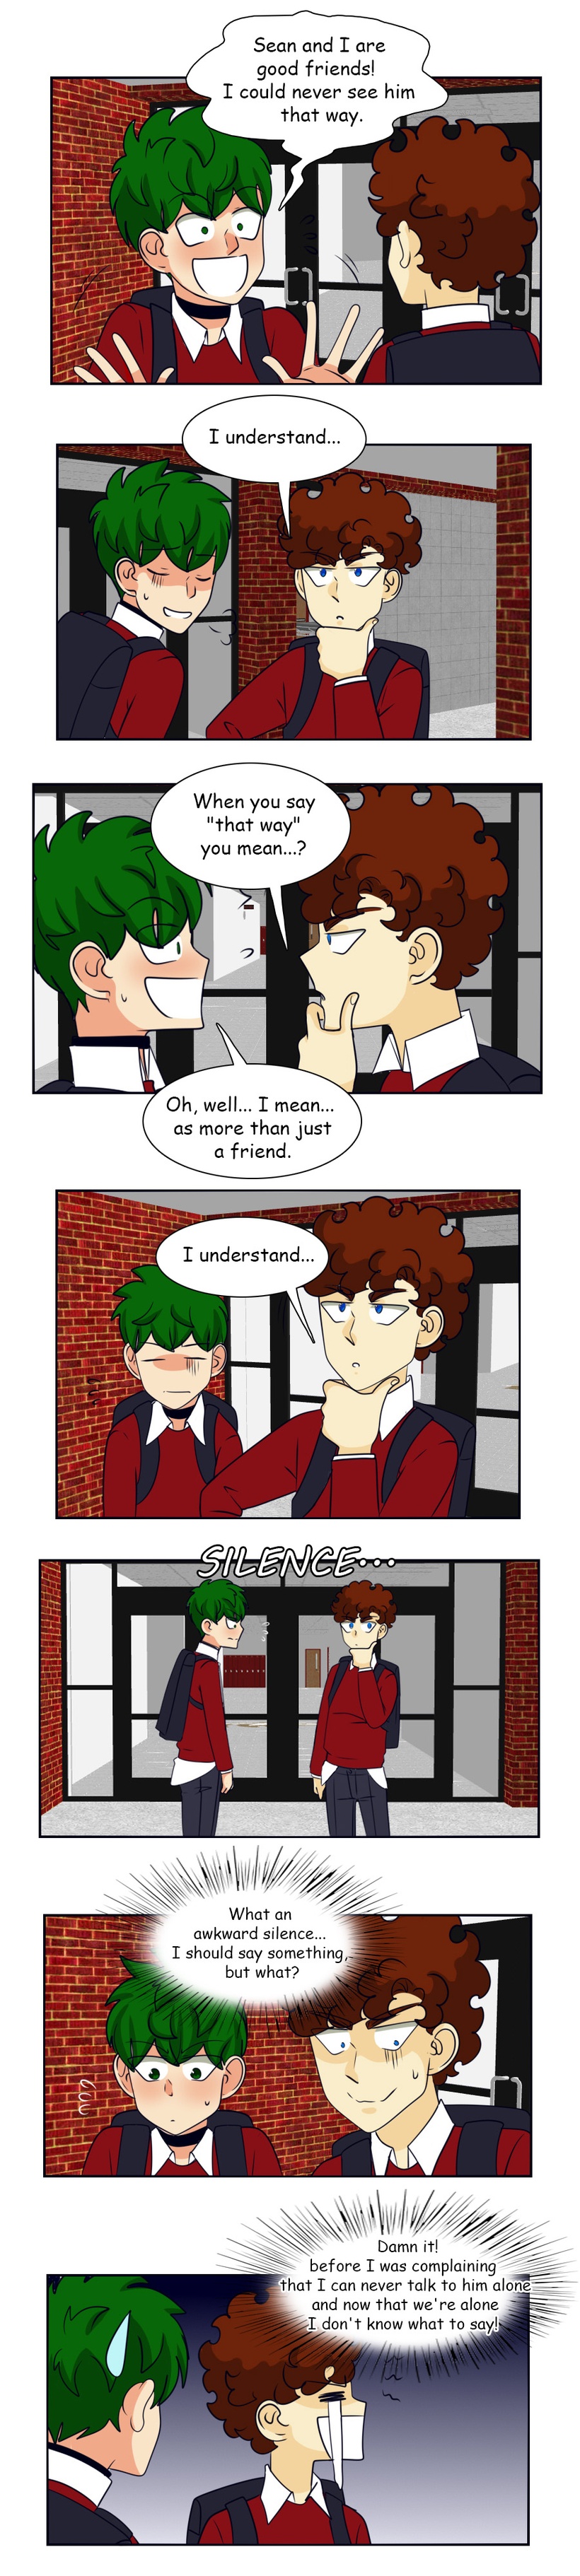 Sean and I are
good friends!
I could never see him
that way.
I understand...
When you say
"that way"
you mean...?
Oh, well... I mean...
as more than just
a friend.
I understand...
SILENCE...
What an
awkward silence...
I should say something,
but what?
Damn it!
before I was complaining
that I can never talk to him alone
and now that we're alone
I don't know what to say!